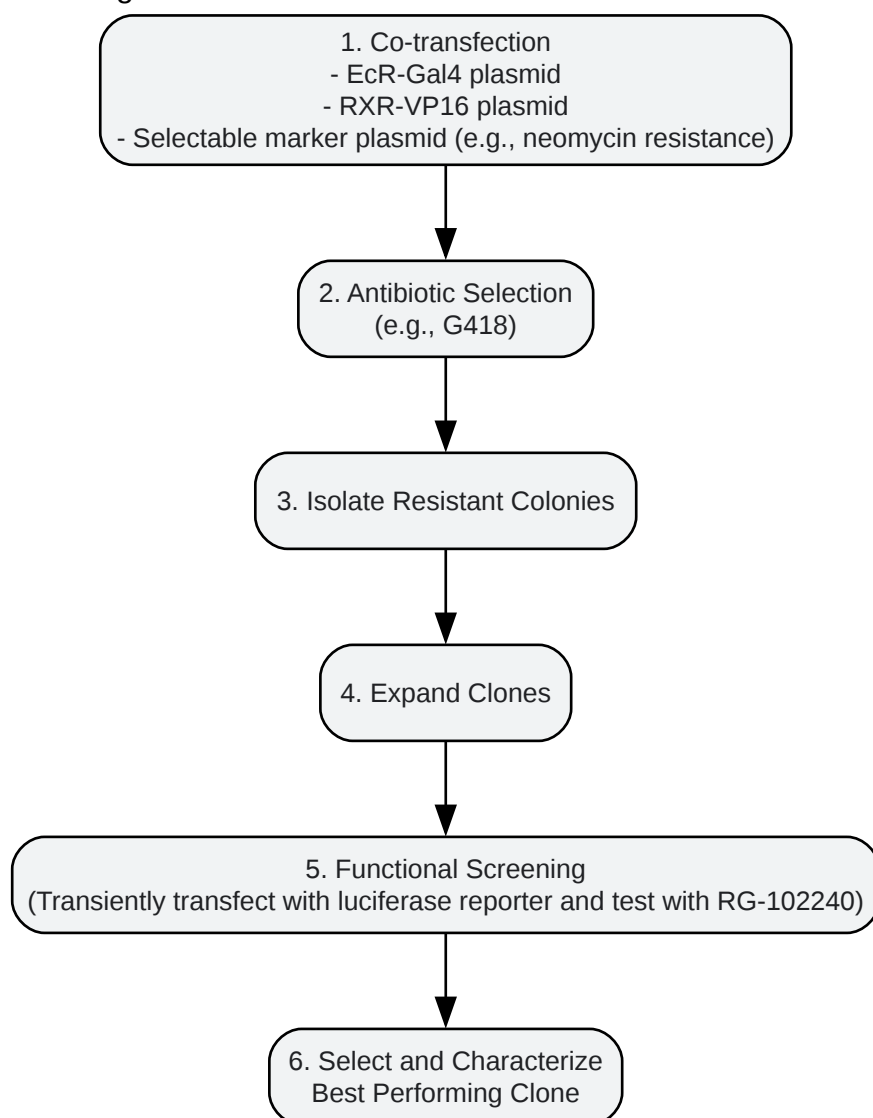 1. Co-transfection
- EcR-Gal4 plasmid
- RXR-VP16 plasmid
- Selectable marker plasmid (e.g., neomycin resistance)
2. Antibiotic Selection
(e.g., G418)
3. Isolate Resistant Colonies
4. Expand Clones
5. Functional Screening
(Transiently transfect with luciferase reporter and test with RG-102240)
6. Select and Characterize
Best Performing Clone